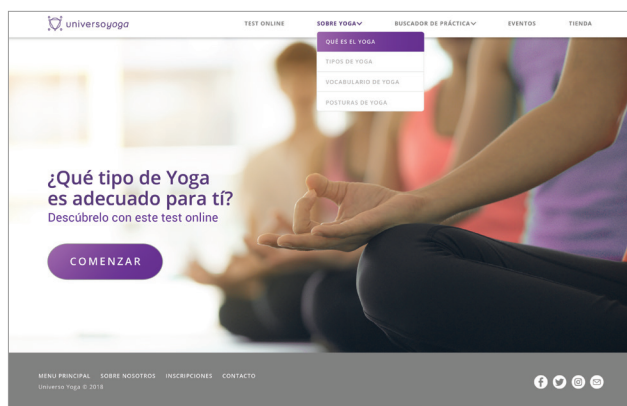 universoyoga
TEST ONLINE
SOBRE YOGA
BUSCADOR DE PRÁCTICA
EVENTOS
TIENDA
QUÉ ES EL YOGA
TIPOS DE YOGA
VOCABULARIO DE YOGA
POSTURAS DE YOGA
¿Qué tipo de Yoga
es adecuado para tí?
Descúbrelo con este test online
COMENZAR
MENU PRINCIPAL SOBRE NOSOTROS INSCRIPCIONES CONTACTO
Universo Yoga © 2018